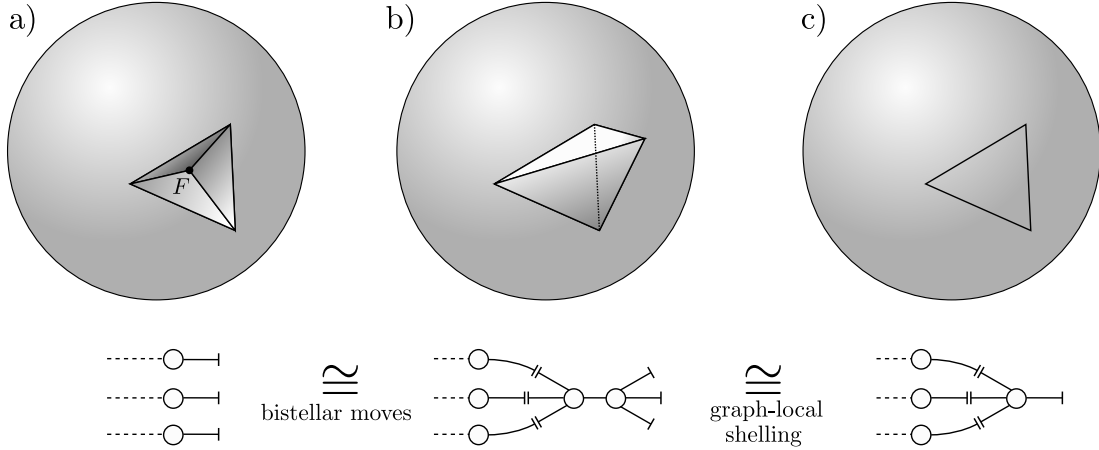 a)
b)
c)
F
≅
bistellar moves
≅
graph-local
shelling